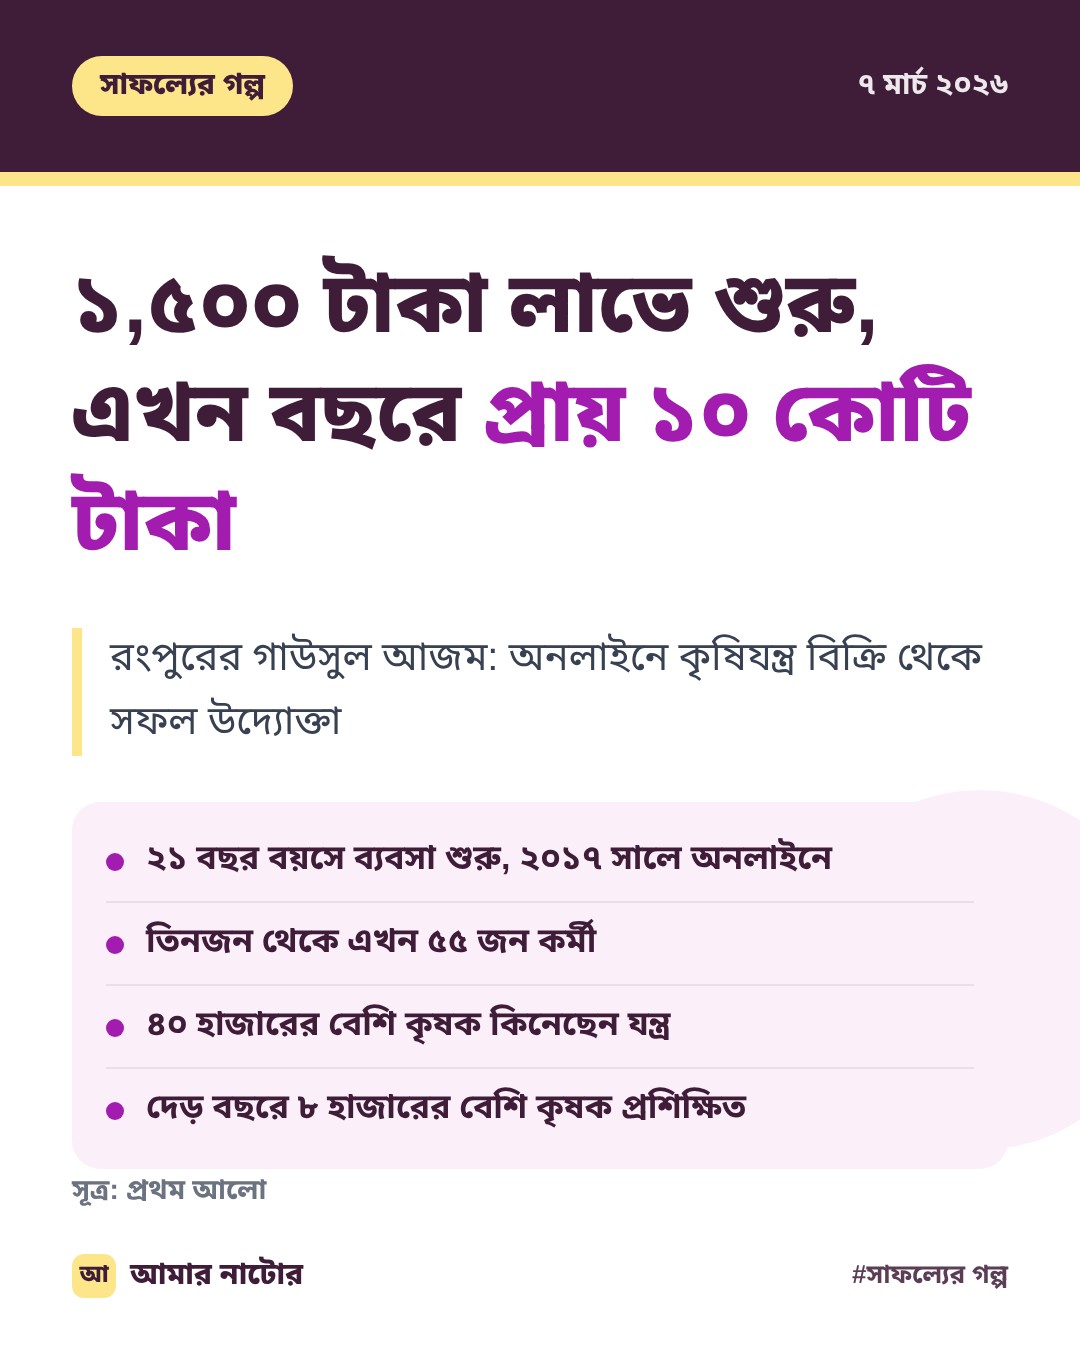 সাফল্যের গল্প
৭ মার্চ ২০২৬
১,৫০০ টাকা লাভে শুরু,
এখন বছরে প্রায় ১০ কোটি
টাকা
রংপুরের গাউসুল আজম: অনলাইনে কৃষিযন্ত্র বিক্রি থেকে
সফল উদ্যোক্তা
২১ বছর বয়সে ব্যবসা শুরু, ২০১৭ সালে অনলাইনে
তিনজন থেকে এখন ৫৫ জন কর্মী
৪০ হাজারের বেশি কৃষক কিনেছেন যন্ত্র
দেড় বছরে ৮ হাজারের বেশি কৃষক প্রশিক্ষিত
সূত্র: প্রথম আলো
আ আমার নাটোর
#সাফল্যের গল্প